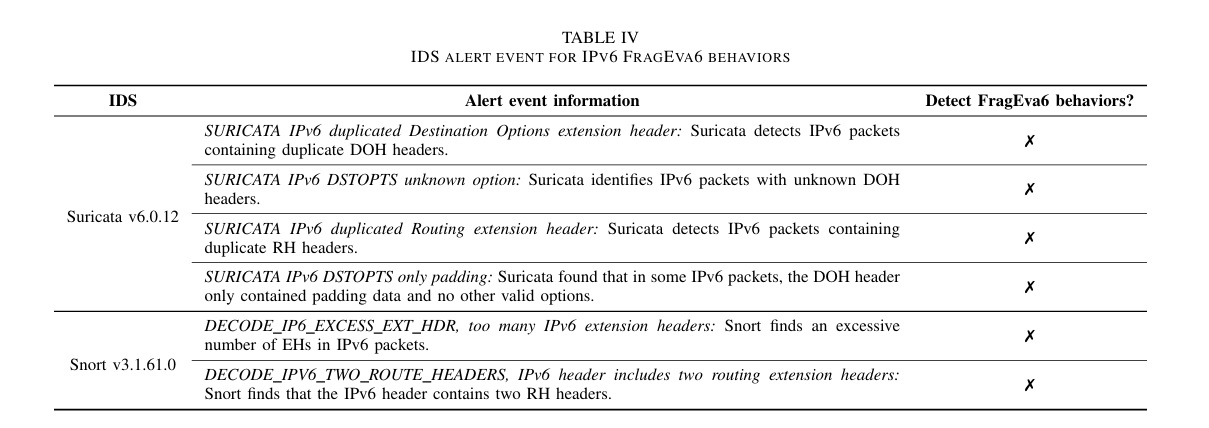 TABLE IV
IDS ALERT EVENT FOR IPV6 FRAGEVA6 BEHAVIORS
IDS Alert event information Detect FragEva6 behaviors?
Suricata v6.0.12
SURICATA IPv6 duplicated Destination Options extension header: Suricata detects IPv6 packets
containing duplicate DOH headers.
✗
SURICATA IPv6 DSTOPTS unknown option: Suricata identifies IPv6 packets with unknown DOH
headers.
✗
SURICATA IPv6 duplicated Routing extension header: Suricata detects IPv6 packets containing
duplicate RH headers.
✗
SURICATA IPv6 DSTOPTS only padding: Suricata found that in some IPv6 packets, the DOH header
only contained padding data and no other valid options.
✗
Snort v3.1.61.0
DECODE_IP6_EXCESS_EXT_HDR, too many IPv6 extension headers: Snort finds an excessive
number of EHs in IPv6 packets.
✗
DECODE_IPV6_TWO_ROUTE_HEADERS, IPv6 header includes two routing extension headers:
Snort finds that the IPv6 header contains two RH headers.
✗